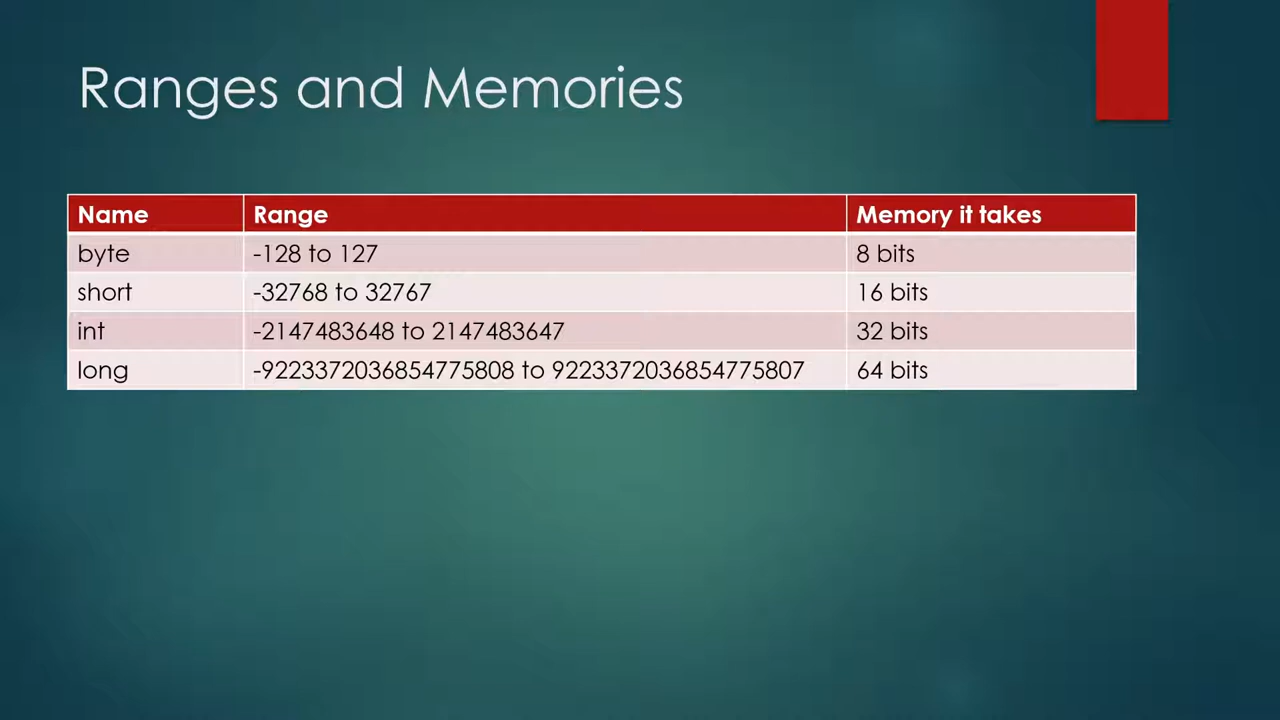 Ranges and Memories
Name Range Memory it takes
byte -128 to 127 8 bits
short -32768 to 32767 16 bits
int -2147483648 to 2147483647 32 bits
long -9223372036854775808 to 9223372036854775807 64 bits